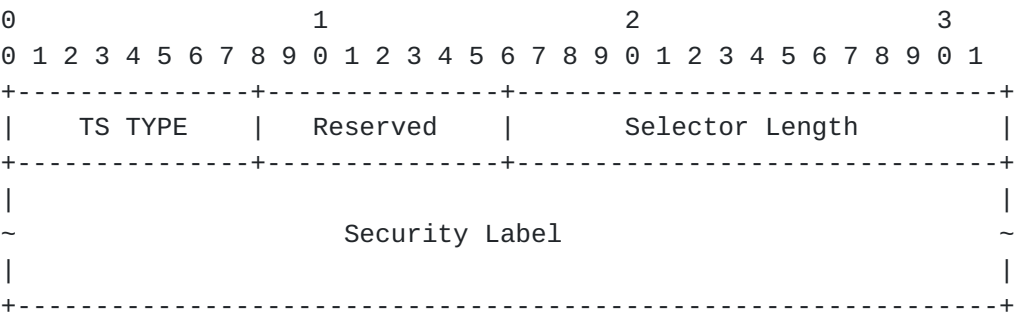 0                   1                   2                   3
0 1 2 3 4 5 6 7 8 9 0 1 2 3 4 5 6 7 8 9 0 1 2 3 4 5 6 7 8 9 0 1
+---------------+---------------+-------------------------------+
|    TS TYPE    |   Reserved    |       Selector Length         |
+---------------+---------------+-------------------------------+
|                                                               |
~                     Security Label                            ~
|                                                               |
+---------------------------------------------------------------+